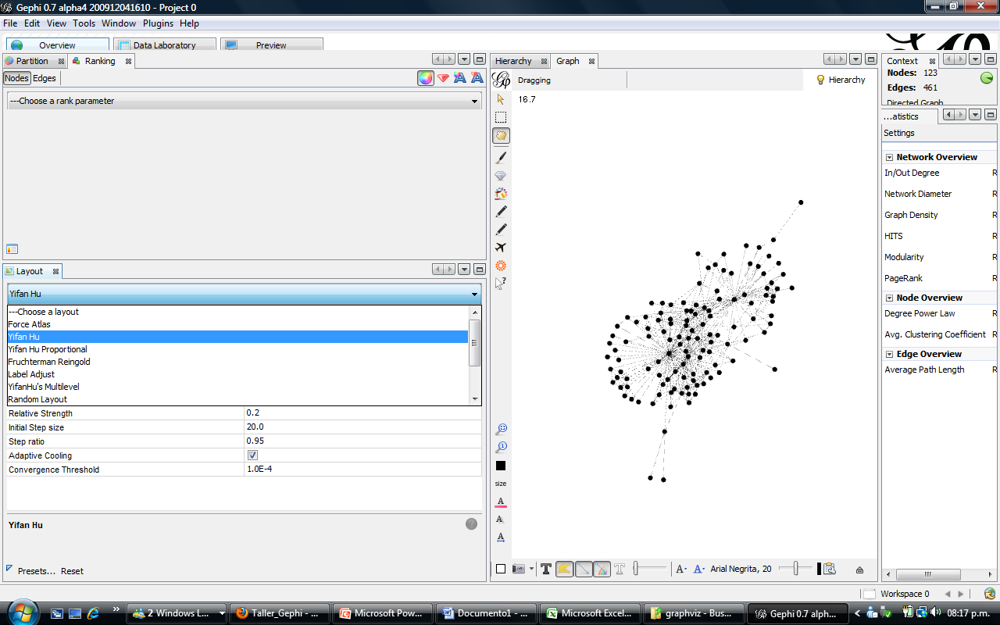 Gephi 0.7 alpha4 200912041610 - Project 0
File Edit View Tools Window Plugins Help
Overview Data Laboratory Preview
Partition Ranking
Nodes Edges
---Choose a rank parameter
Layout
Yifan Hu
---Choose a layout
Force Atlas
Yifan Hu
Yifan Hu Proportional
Fruchterman Reingold
Label Adjust
YifanHu's Multilevel
Random Layout
Relative Strength 0.2
Initial Step size 20.0
Step ratio 0.95
Adaptive Cooling
Convergence Threshold 1.0E-4
Yifan Hu
Presets... Reset
Hierarchy Graph
Dragging Hierarchy
16.7
size
Arial Negrita, 20
Context
Nodes: 123
Edges: 461
Directed Graph
...atistics
Settings
Network Overview
In/Out Degree R
Network Diameter R
Graph Density R
HITS R
Modularity R
PageRank R
Node Overview
Degree Power Law R
Avg. Clustering Coefficient R
Edge Overview
Average Path Length R
Workspace 0
2 Windows L... Taller_Gephi - ... Microsoft Pow... Documento1 - ... Microsoft Excel... graphviz - Bus... Gephi 0.7 alph... 08:17 p.m.